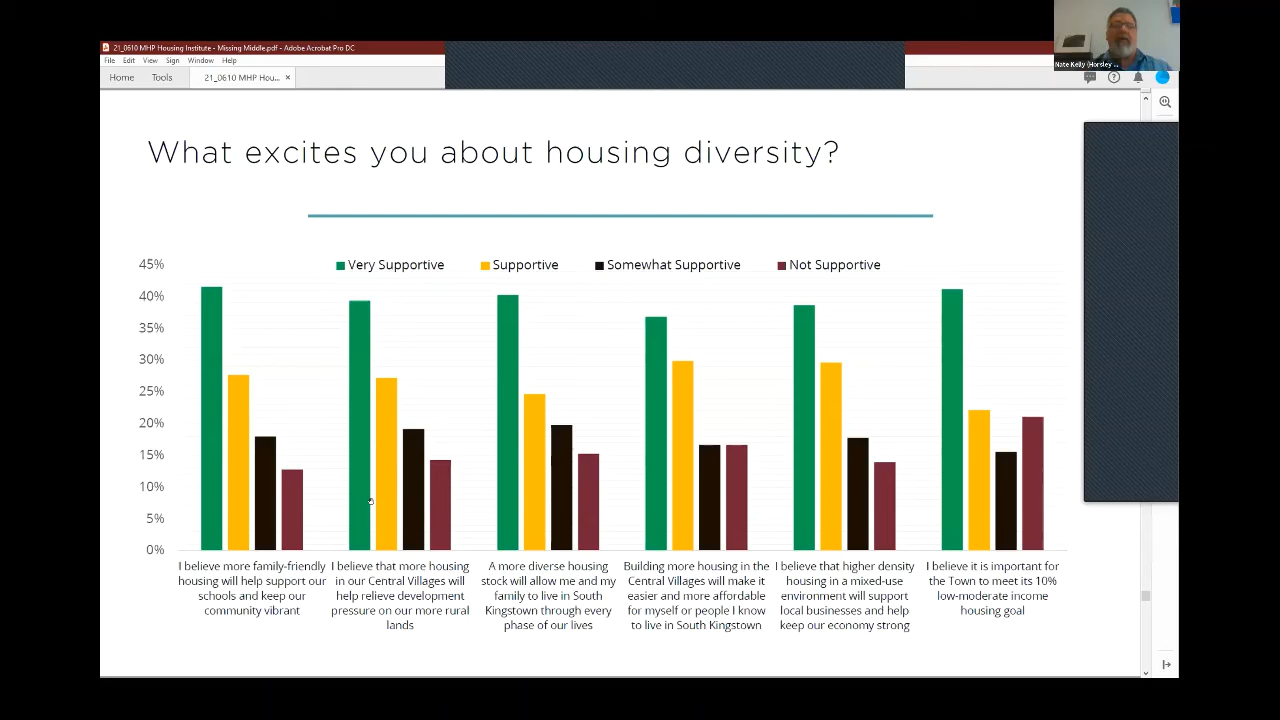 21_0610 MHP Housing Institute - Missing Middle.pdf - Adobe Acrobat Pro DC
File Edit View Sign Window Help
Home Tools 21_0610 MHP Hou... ×
Nate Kelly (Horsley ...
What excites you about housing diversity?
Very Supportive Supportive Somewhat Supportive Not Supportive
45%
40%
35%
30%
25%
20%
15%
10%
5%
0%
I believe more family-friendly
housing will help support our
schools and keep our
community vibrant
I believe that more housing
in our Central Villages will
help relieve development
pressure on our more rural
lands
A more diverse housing
stock will allow me and my
family to live in South
Kingstown through every
phase of our lives
Building more housing in the
Central Villages will make it
easier and more affordable
for myself or people I know
to live in South Kingstown
I believe that higher density
housing in a mixed-use
environment will support
local businesses and help
keep our economy strong
I believe it is important for
the Town to meet its 10%
low-moderate income
housing goal